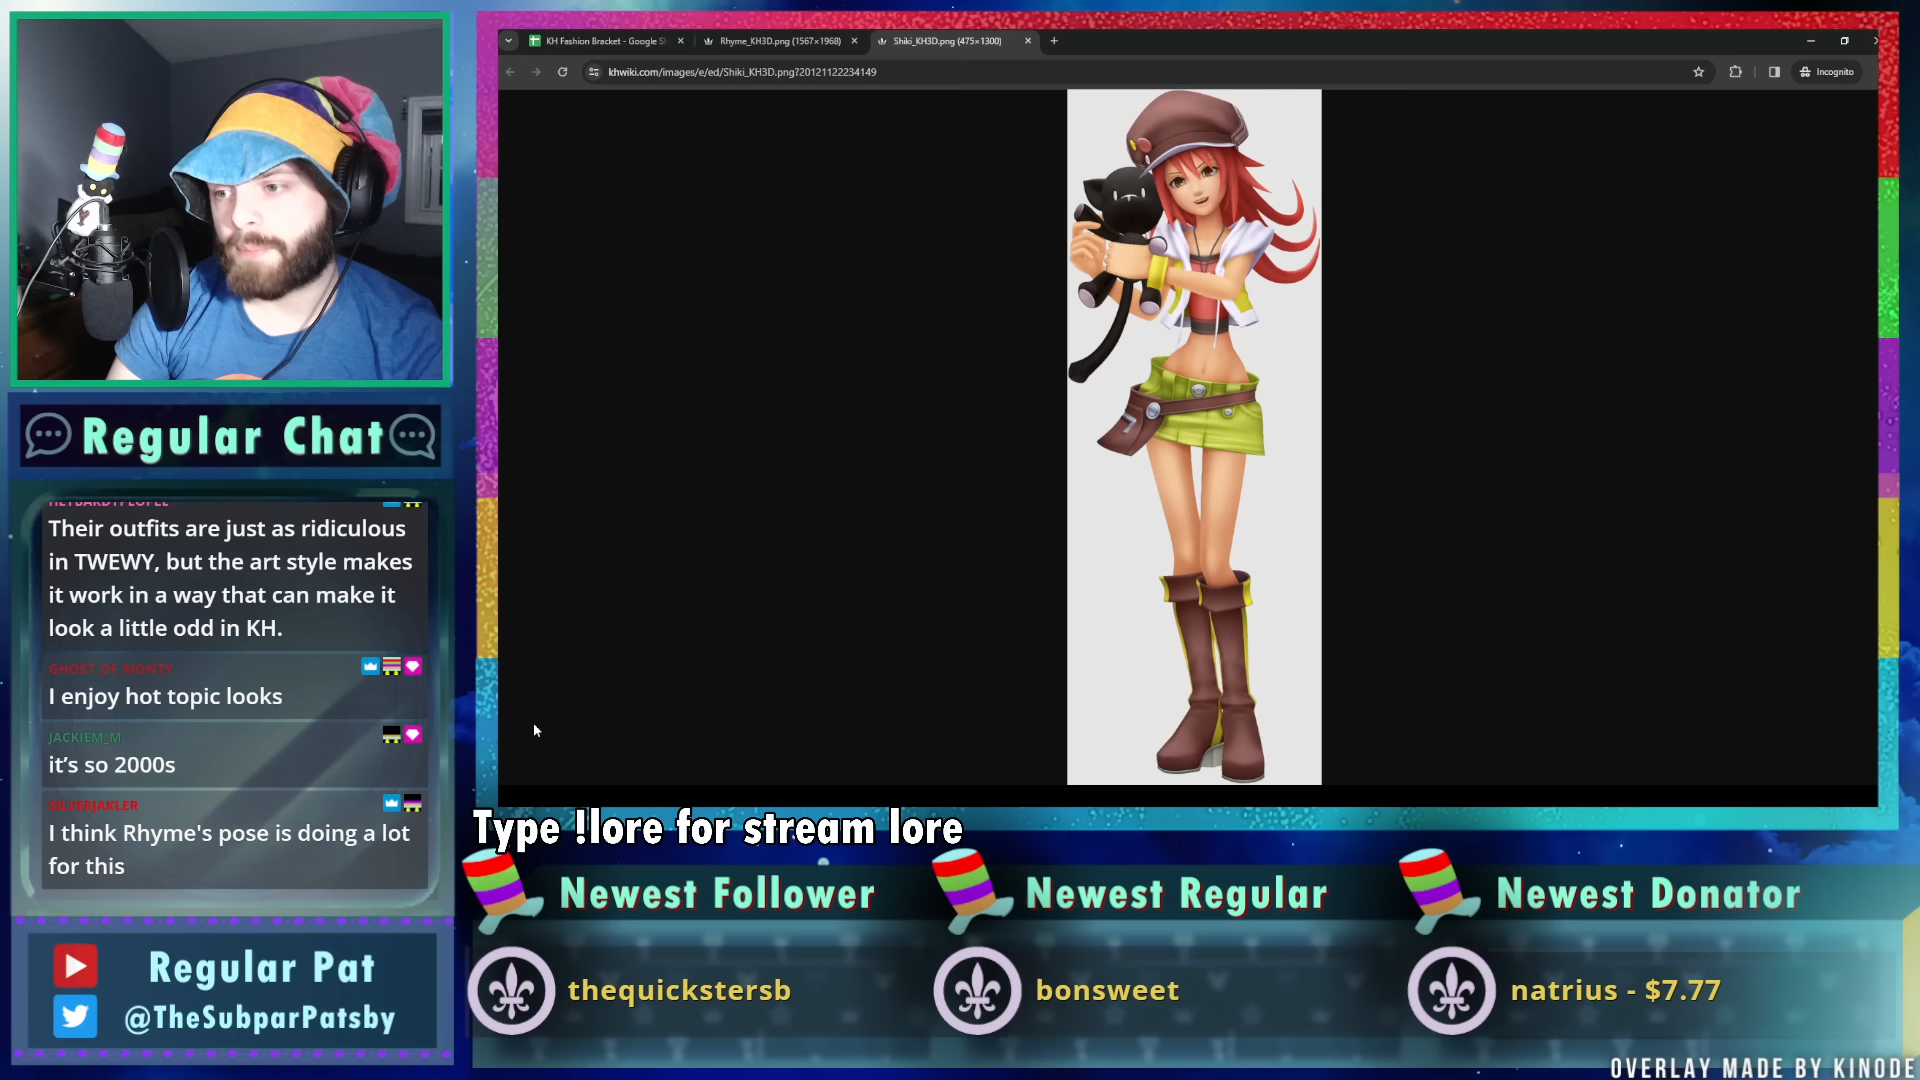 KH Fashion Bracket - Google S
Rhyme_KH3D.png (1567×1968)
Shiki_KH3D.png (475×1300)
khwiki.com/images/e/ed/Shiki_KH3D.png?20121122234149
Incognito
7
Regular Chat
HEYBARDYPEOPLE
Their outfits are just as ridiculous
in TWEWY, but the art style makes
it work in a way that can make it
look a little odd in KH.
GHOST_OF_MONTY
I enjoy hot topic looks
JACKIEM_M
it's so 2000s
SILVERJAKLER
I think Rhyme's pose is doing a lot
for this
Regular Pat
@TheSubparPatsby
Type !lore for stream lore
Newest Follower
thequickstersb
Newest Regular
bonsweet
Newest Donator
natrius - $7.77
OVERLAY MADE BY KINODE